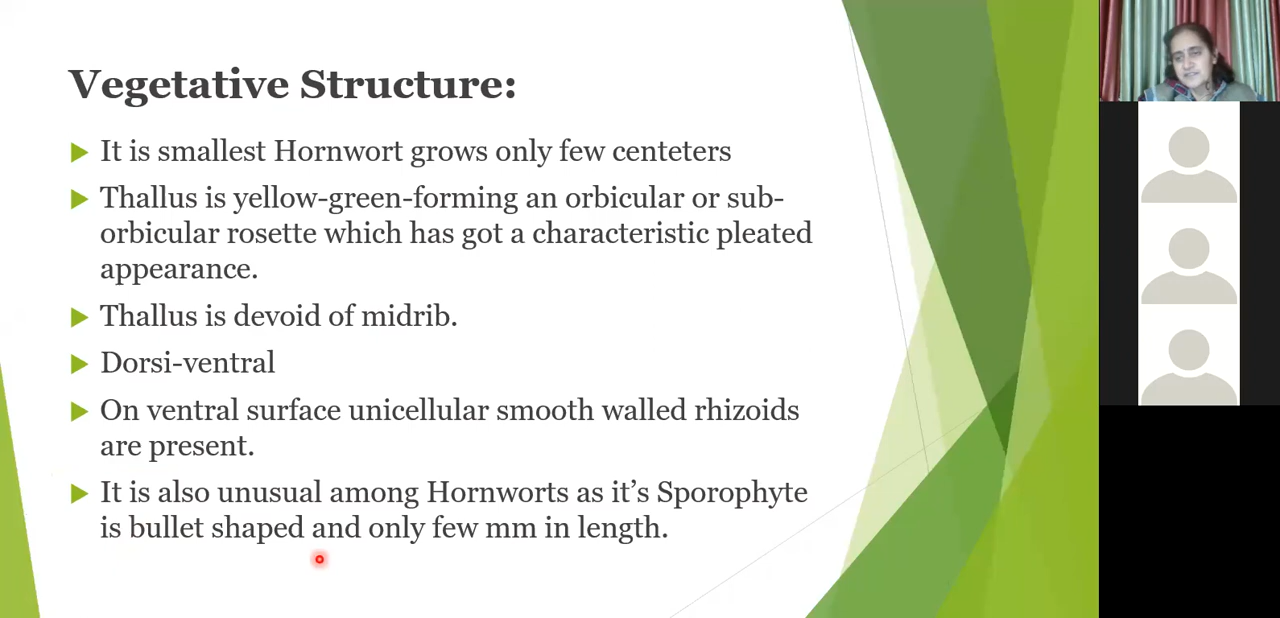 Vegetative Structure:
It is smallest Hornwort grows only few centeters
Thallus is yellow-green-forming an orbicular or sub-
orbicular rosette which has got a characteristic pleated
appearance.
Thallus is devoid of midrib.
Dorsi-ventral
On ventral surface unicellular smooth walled rhizoids
are present.
It is also unusual among Hornworts as it’s Sporophyte
is bullet shaped and only few mm in length.